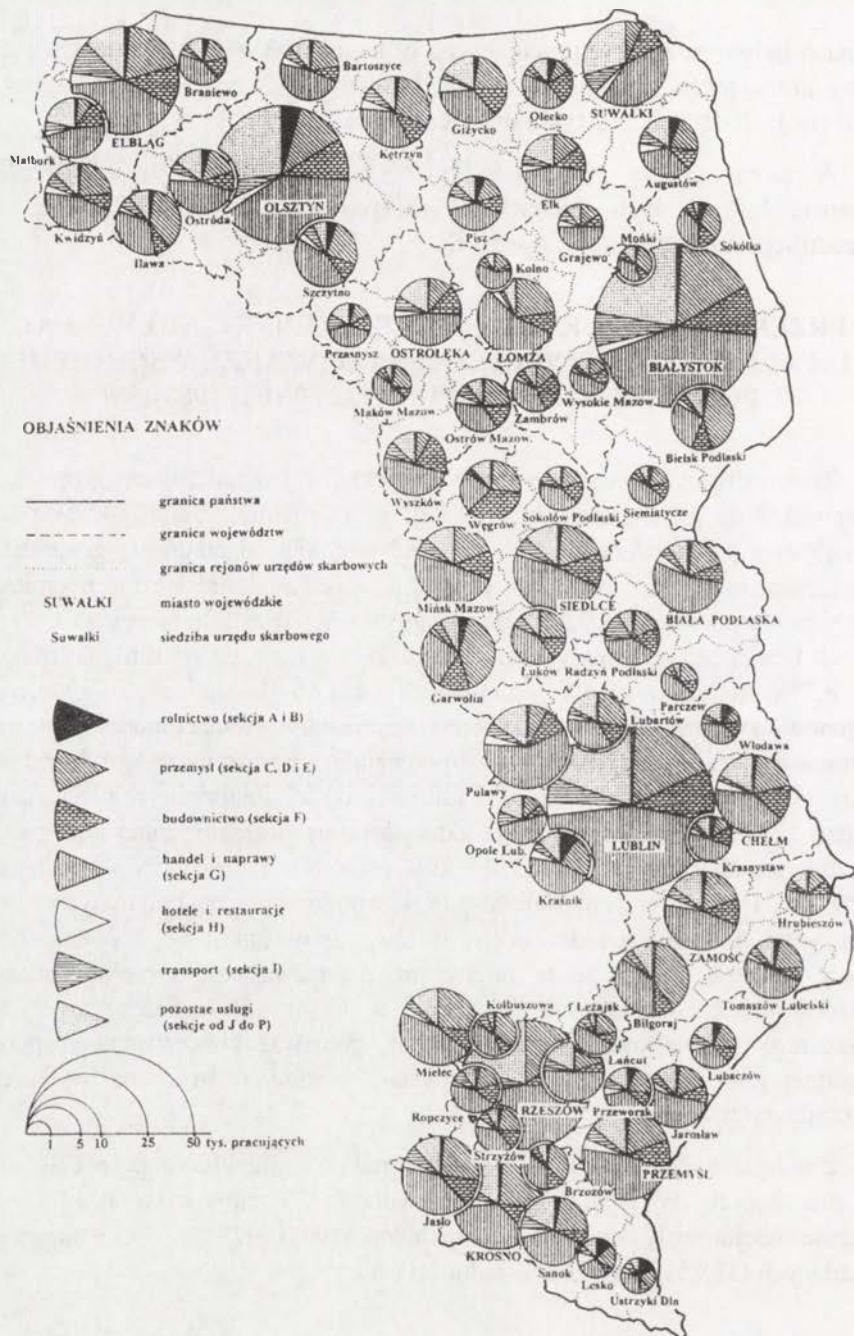 Braniewo
Bartoszyce
ELBLĄG
Malbork
Kętrzyn
Giżycko
Olecko
SUWAŁKI
Augustów
Kwidzyń
Iława
Ostróda
OLSZTYN
Szczytno
Pisz
Ełk
Grajewo
Mońki
Sokółka
Kolno
Przasnysz
OSTROŁĘKA
ŁOMŻA
BIAŁYSTOK
Maków Mazow.
Ostrów Mazow.
Zambrów
Wysokie Mazow.
Bielsk Podlaski
OBJAŚNIENIA ZNAKÓW
granica państwa
granica województw
granica rejonów urzędów skarbowych
SUWAŁKI miasto wojewódzkie
Suwałki siedziba urzędu skarbowego
rolnictwo (sekcja A i B)
przemysł (sekcja C, D i E)
budownictwo (sekcja F)
handel i naprawy
(sekcja G)
hotele i restauracje
(sekcja H)
transport (sekcja I)
pozostae usługi
(sekcje od J do P)
1 5 10 25 50 tys. pracujących
Wyszków
Węgrów
Sokołów Podlaski
Siemiatycze
Mińsk Mazow.
SIEDLCE
BIAŁA PODLASKA
Garwolin
Łuków
Radzyń Podlaski
Parczew
Włodawa
Lubartów
Puławy
Opole Lub.
LUBLIN
CHEŁM
Krasnystaw
Kraśnik
Hrubieszów
ZAMOŚĆ
Biłgoraj
Tomaszów Lubelski
Kolbuszowa
Leżajsk
Mielec
Łańcut
Lubaczów
Ropczyce
RZESZÓW
Przeworsk
Jarosław
Strzyżów
Brzozów
PRZEMYŚL
Jasło
KROSNO
Sanok
Lesko
Ustrzyki Dln